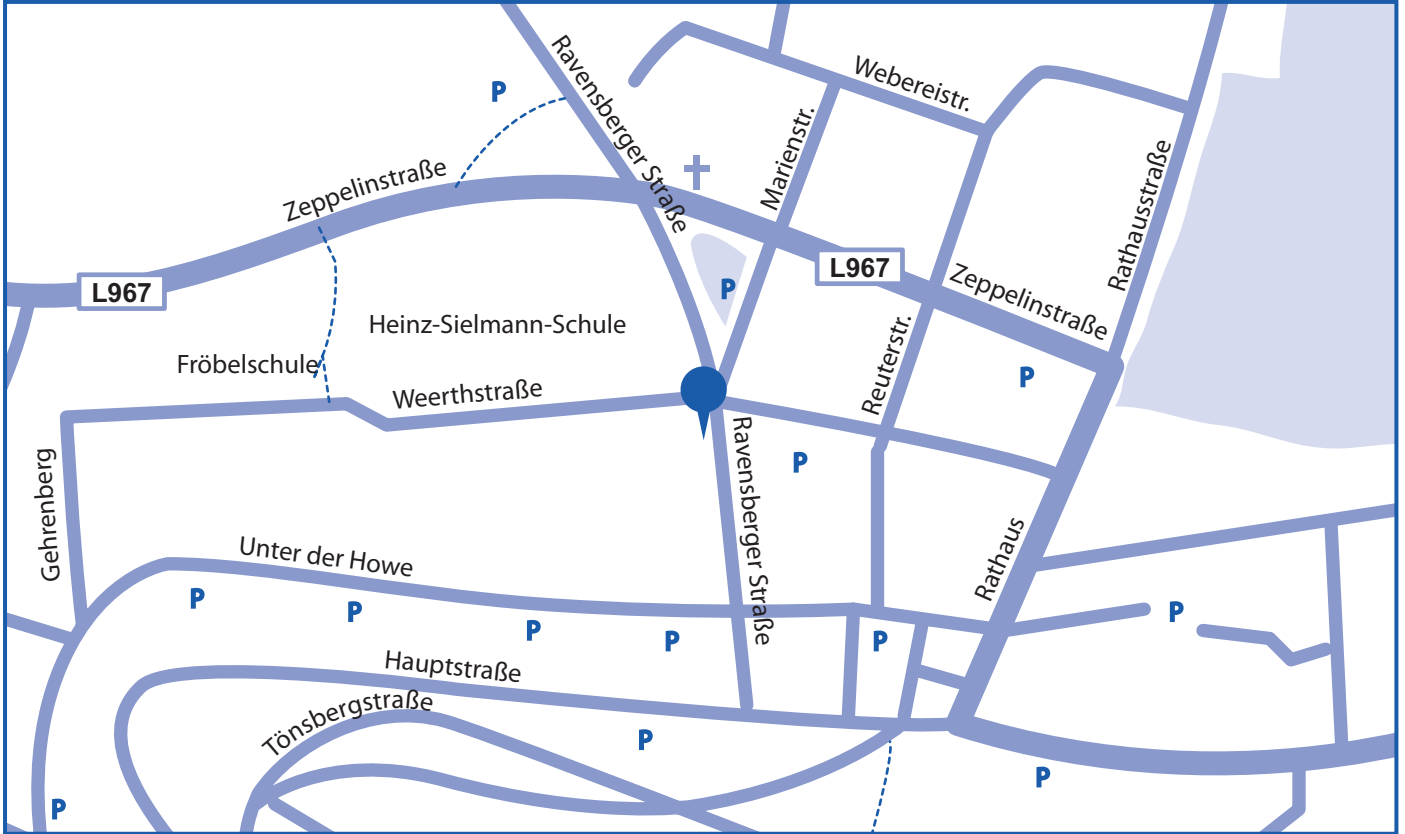 Ravensberger Straße
Webereistr.
P
Marienstr.
Zeppelinstraße
Rathausstraße
L967
L967
Zeppelinstraße
P
Heinz-Sielmann-Schule
Reuterstr.
Fröbelschule
P
Weerthstraße
Gehrenberg
Ravensberger Straße
P
Unter der Howe
Rathaus
P
P
P
P
P
P
Hauptstraße
Tönsbergstraße
P
P
P